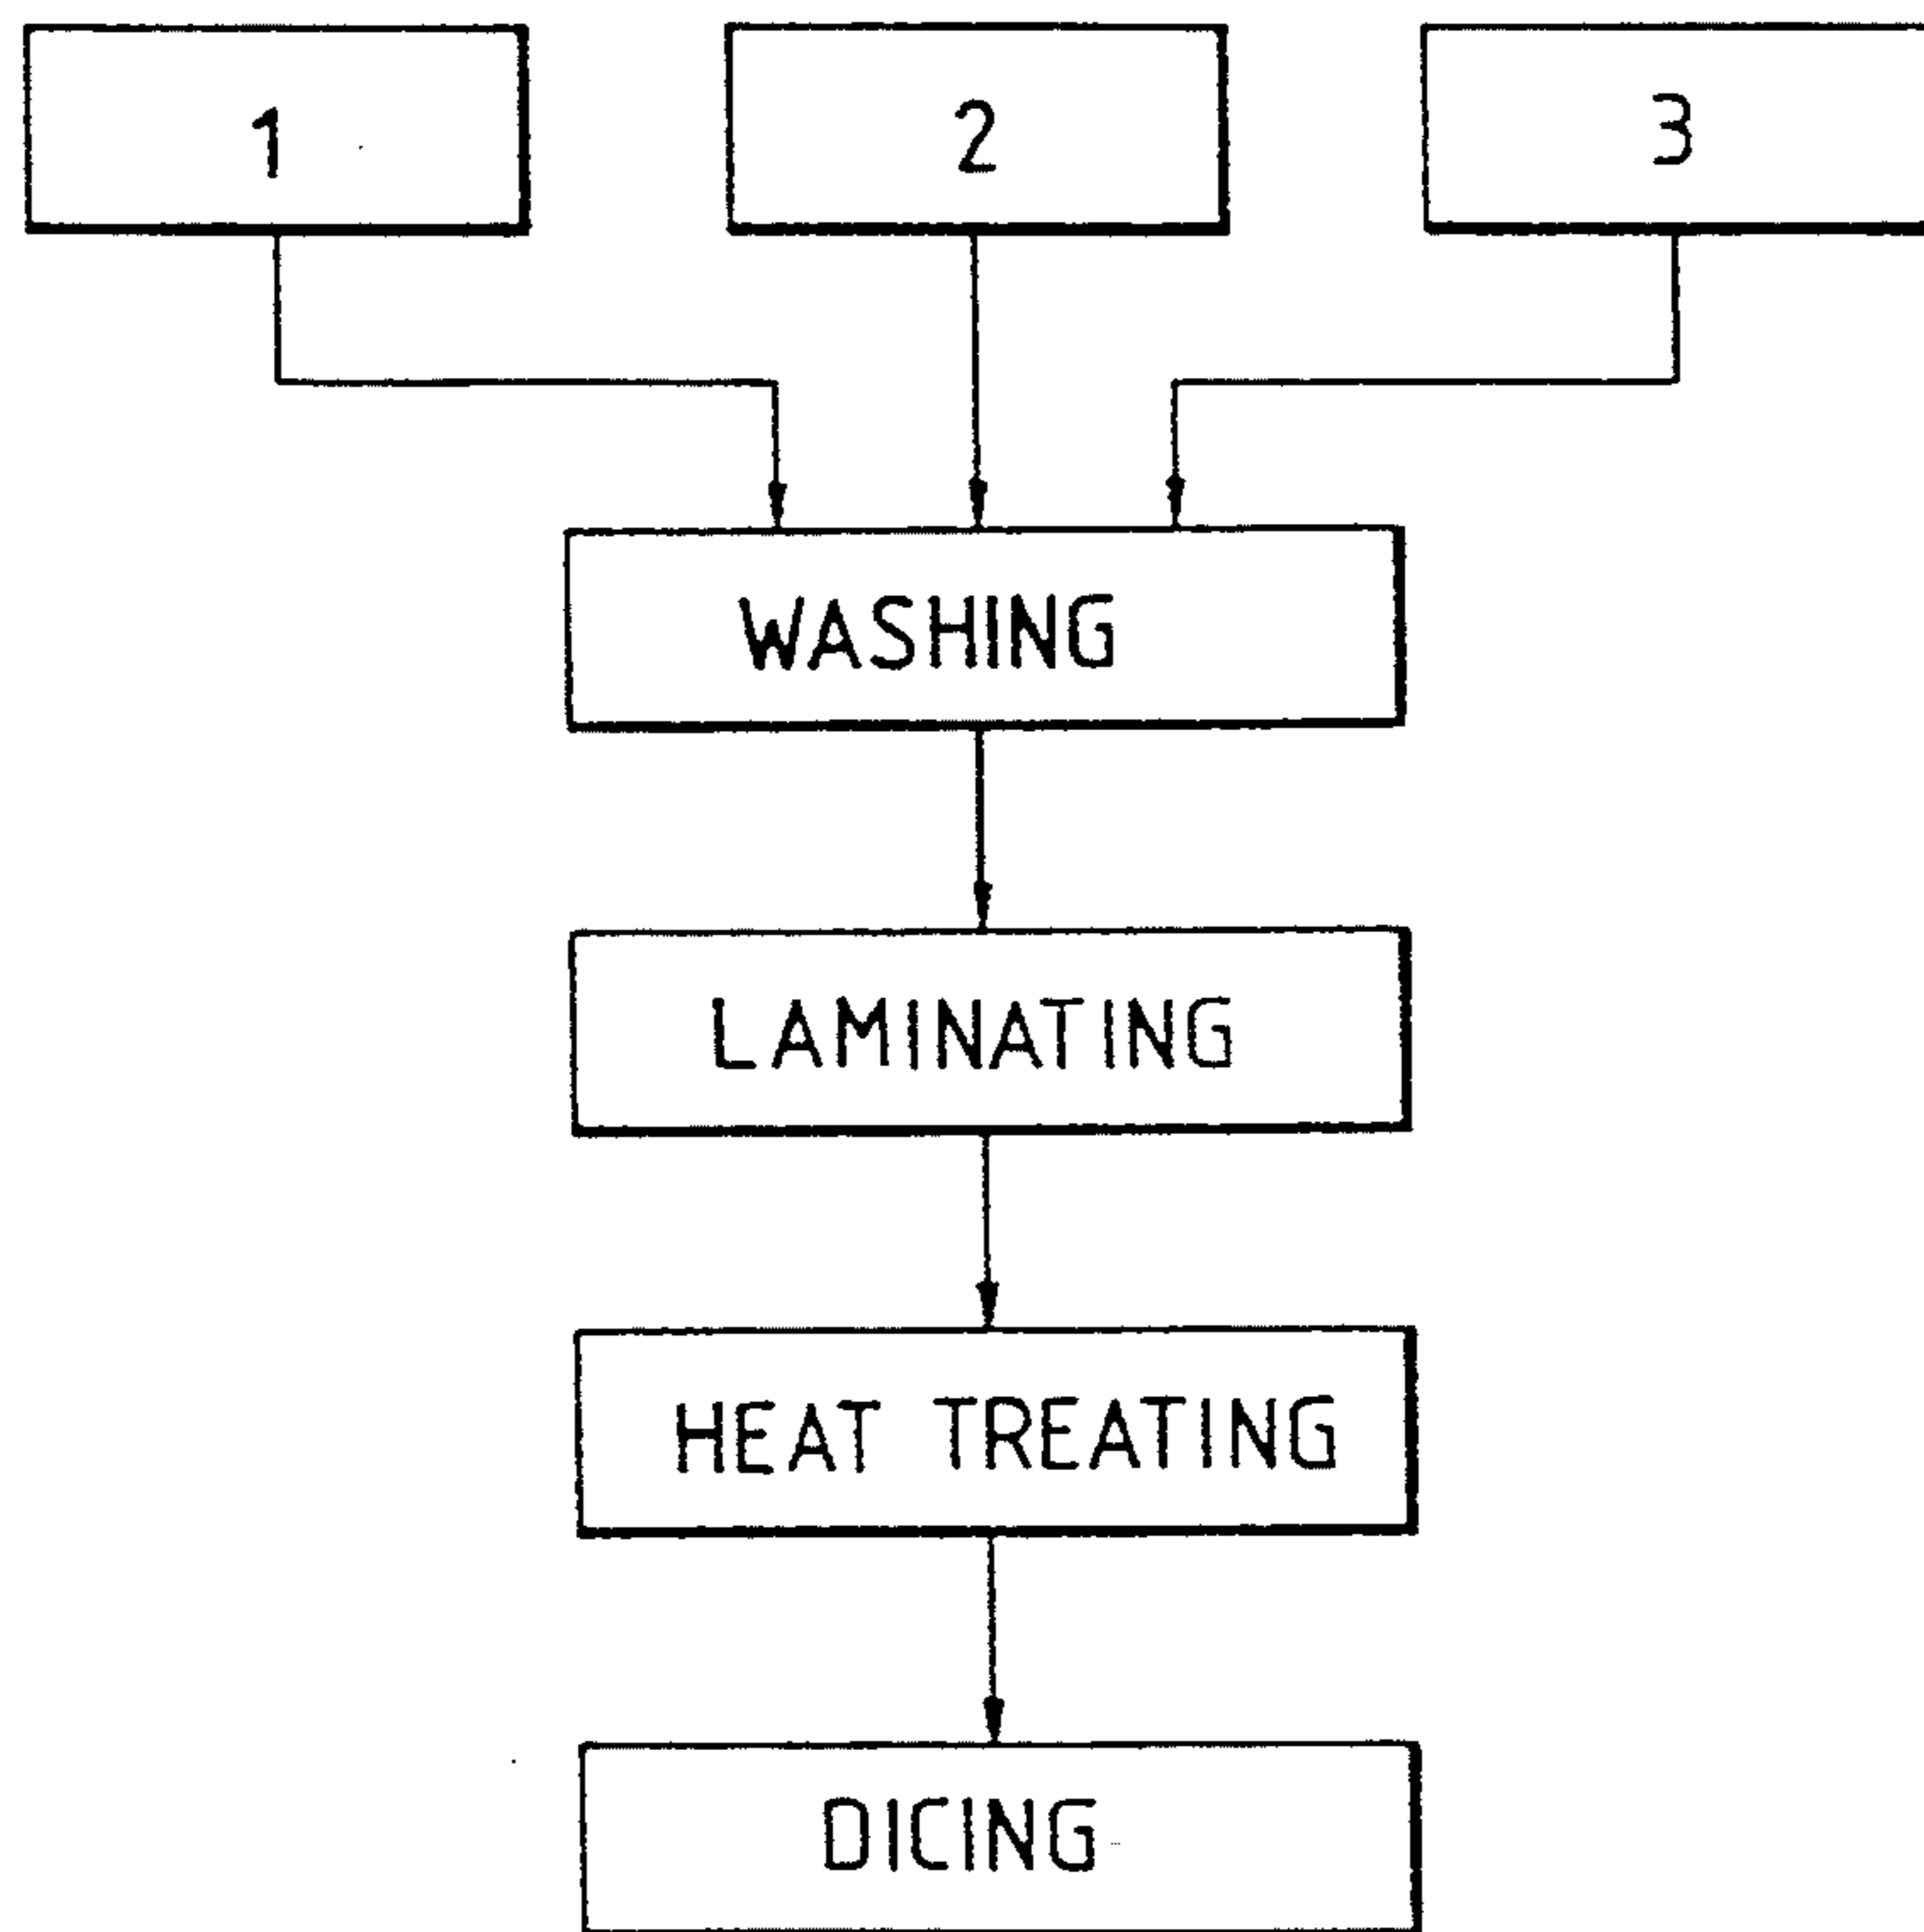 1
2
3
WASHING
LAMINATING
HEAT TREATING
DICING